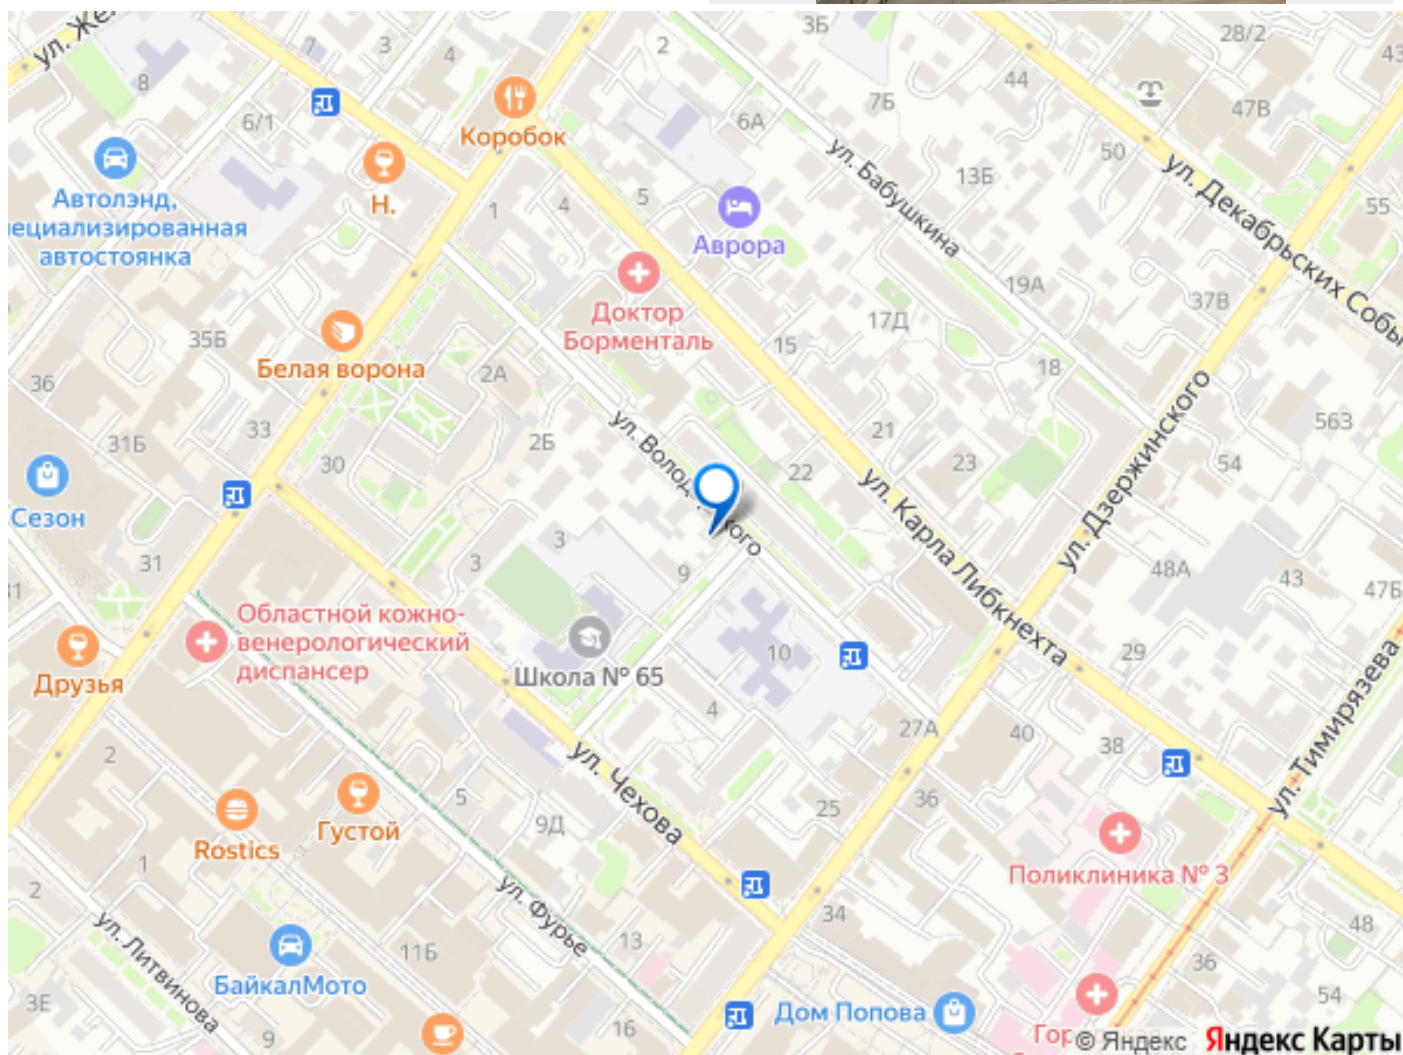 ул. Же
7
3
4
2
3Б
28/2
43
8
44
47В
7Б
6/1
6А
Коробок
50
ул. Бабушкина
13Б
ул. Декабрьских Собы
Автолэнд,
пециализированная
автостоянка
Н.
1
4
5
Аврора
55
19А
37В
Доктор
Борменталь
17Д
35Б
15
Белая ворона
2А
18
36
ул. Дзержинского
33
31Б
2Б
ул. Волод
кого
21
563
30
22
23
54
ул. Карла Либкнехта
Сезон
31
3
3
9
48А
43
47Б
31
Областной кожно-
венерологический
диспансер
Школа № 65
10
29
Друзья
4
27А
40
38
ул. Тимирязева
2
ул. Чехова
5
9Д
25
36
Густой
Rostics
1
Поликлиника № 3
2
ул. Фурье
34
48
ул. Литвинова
11Б
13
36
БайкалМото
54
3Е
9
16
Дом Попова
Гор
© Яндекс Яндекс Карты